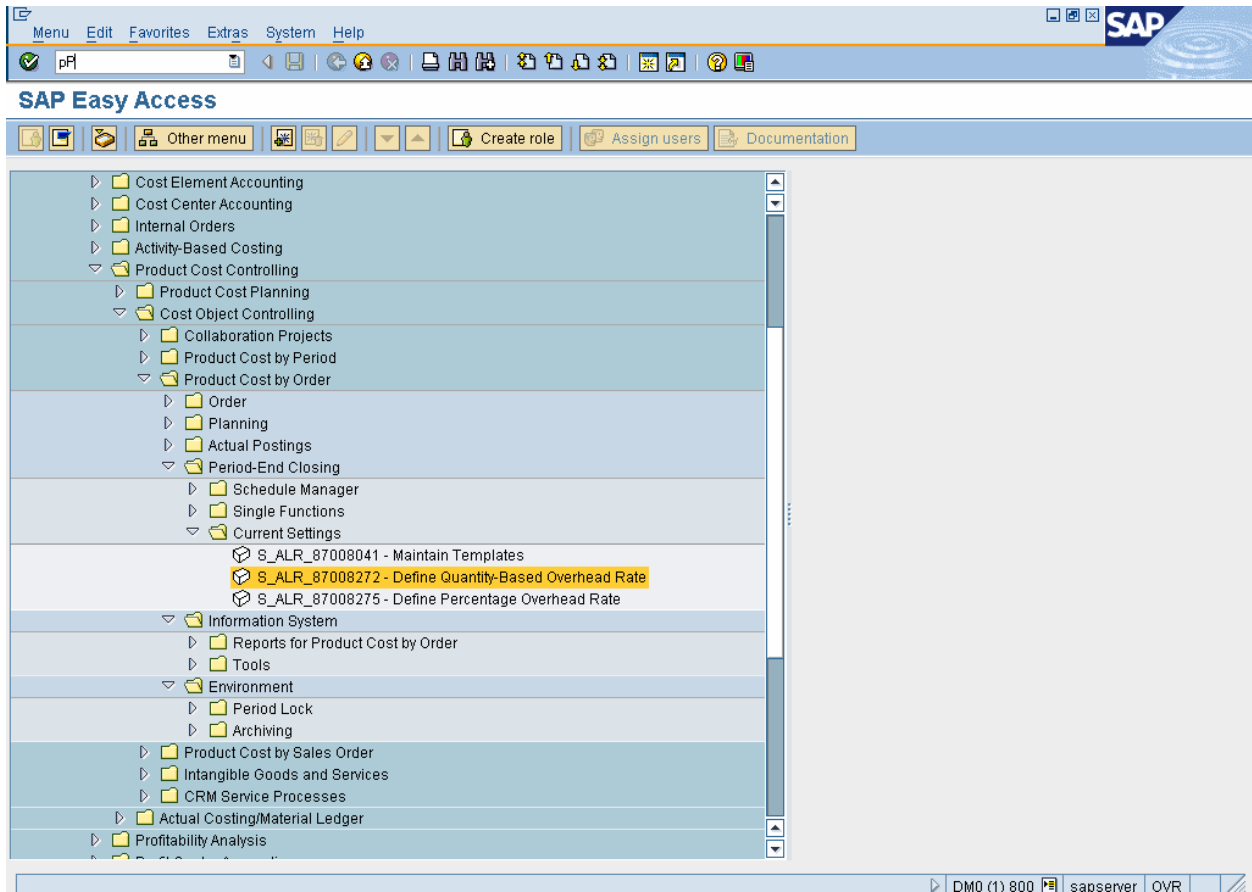 Menu Edit Favorites Extras System Help
SAP
pP
SAP Easy Access
Other menu Create role Assign users Documentation
Cost Element Accounting
Cost Center Accounting
Internal Orders
Activity-Based Costing
Product Cost Controlling
Product Cost Planning
Cost Object Controlling
Collaboration Projects
Product Cost by Period
Product Cost by Order
Order
Planning
Actual Postings
Period-End Closing
Schedule Manager
Single Functions
Current Settings
S_ALR_87008041 - Maintain Templates
S_ALR_87008272 - Define Quantity-Based Overhead Rate
S_ALR_87008275 - Define Percentage Overhead Rate
Information System
Reports for Product Cost by Order
Tools
Environment
Period Lock
Archiving
Product Cost by Sales Order
Intangible Goods and Services
CRM Service Processes
Actual Costing/Material Ledger
Profitability Analysis
DM0 (1) 800 sapserver OVR